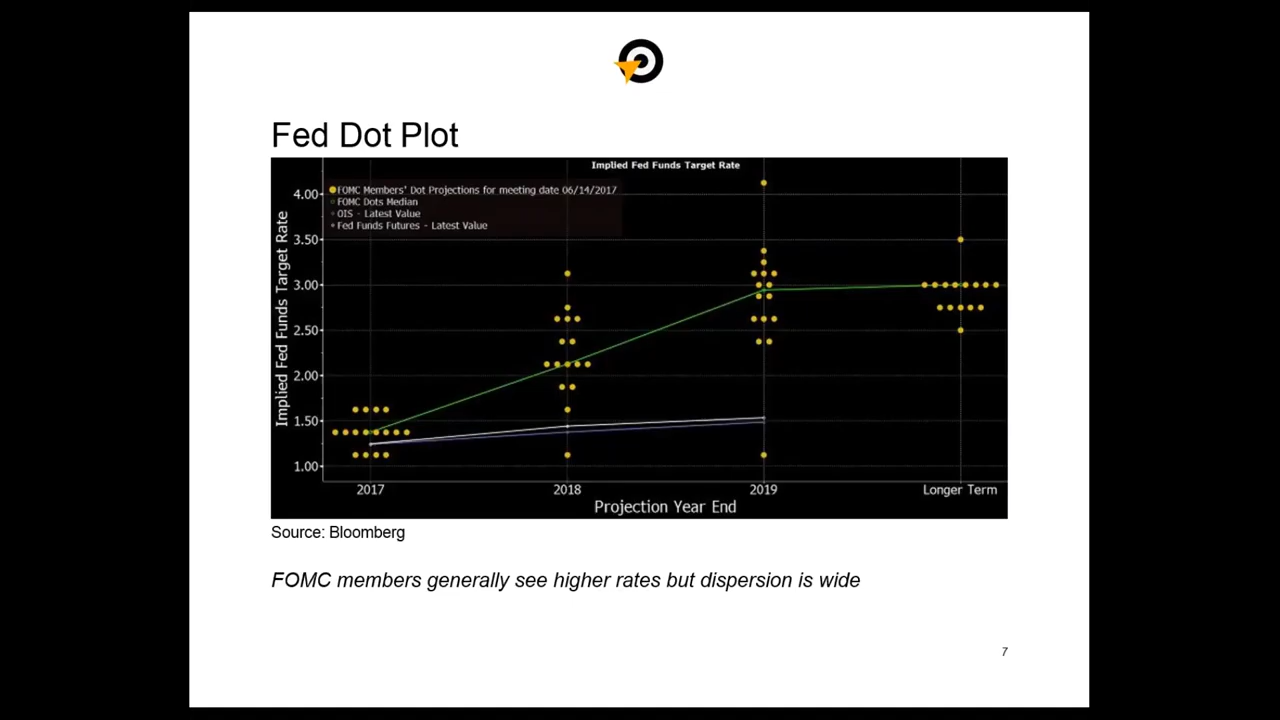 Fed Dot Plot
Implied Fed Funds Target Rate
FOMC Members' Dot Projections for meeting date 06/14/2017
FOMC Dots Median
OIS - Latest Value
Fed Funds Futures - Latest Value
Implied Fed Funds Target Rate
4.00
3.50
3.00
2.50
2.00
1.50
1.00
2017 2018 2019 Longer Term
Projection Year End
Source: Bloomberg
FOMC members generally see higher rates but dispersion is wide
7